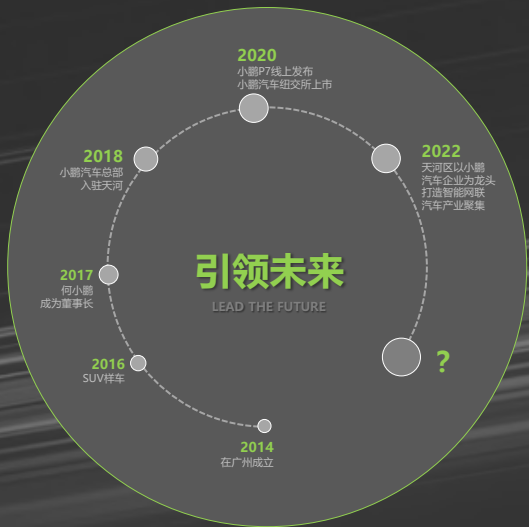 2020
小鹏P7线上发布
小鹏汽车纽交所上市
2018
小鹏汽车总部
入驻天河
2022
天河区以小鹏
汽车企业为龙头
打造智能网联
汽车产业聚集
引领未来
LEAD THE FUTURE
2017
何小鹏
成为董事长
?
2016
SUV样车
2014
在广州成立